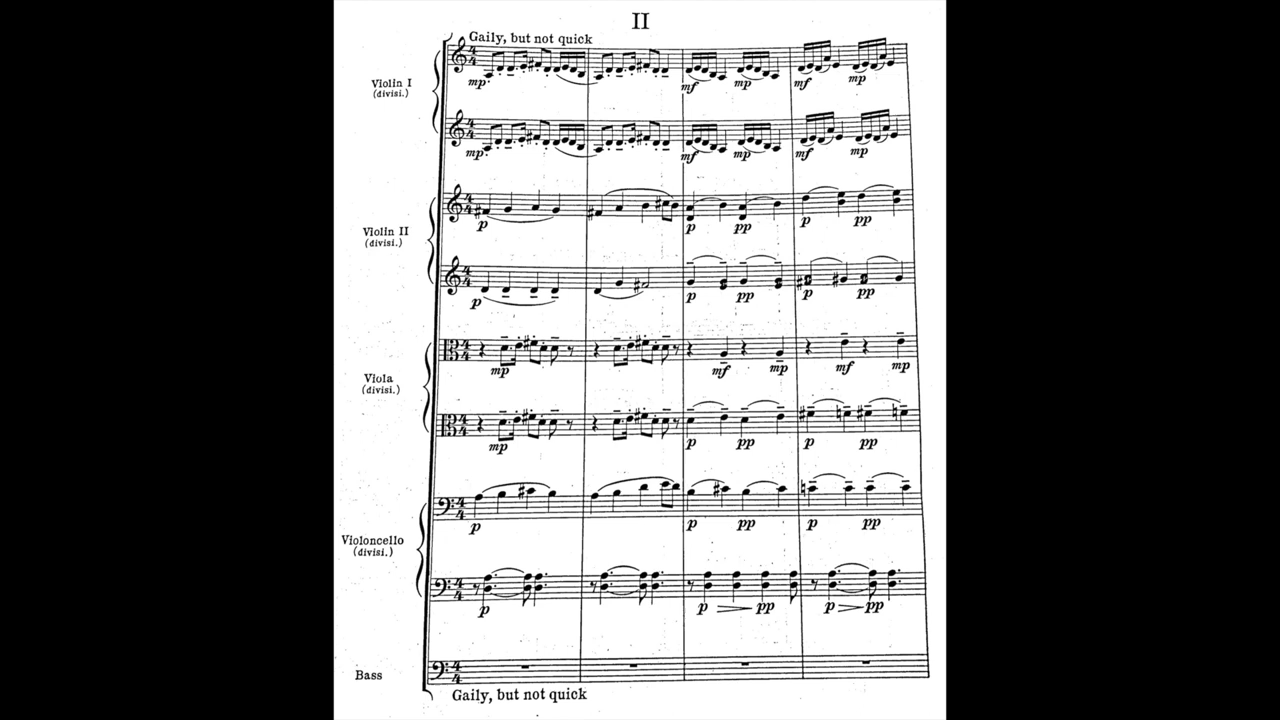 II
Gaily, but not quick
Violin I
(divisi.)
mp
mf mp mf mp
mp
mf mp mf mp
Violin II
(divisi.)
p
p pp p pp
p
p pp p pp
Viola
(divisi.)
mp
mf mp mf mp
mp
p pp p pp
Violoncello
(divisi.)
p
p pp p pp
p
p pp p pp
Bass
Gaily, but not quick